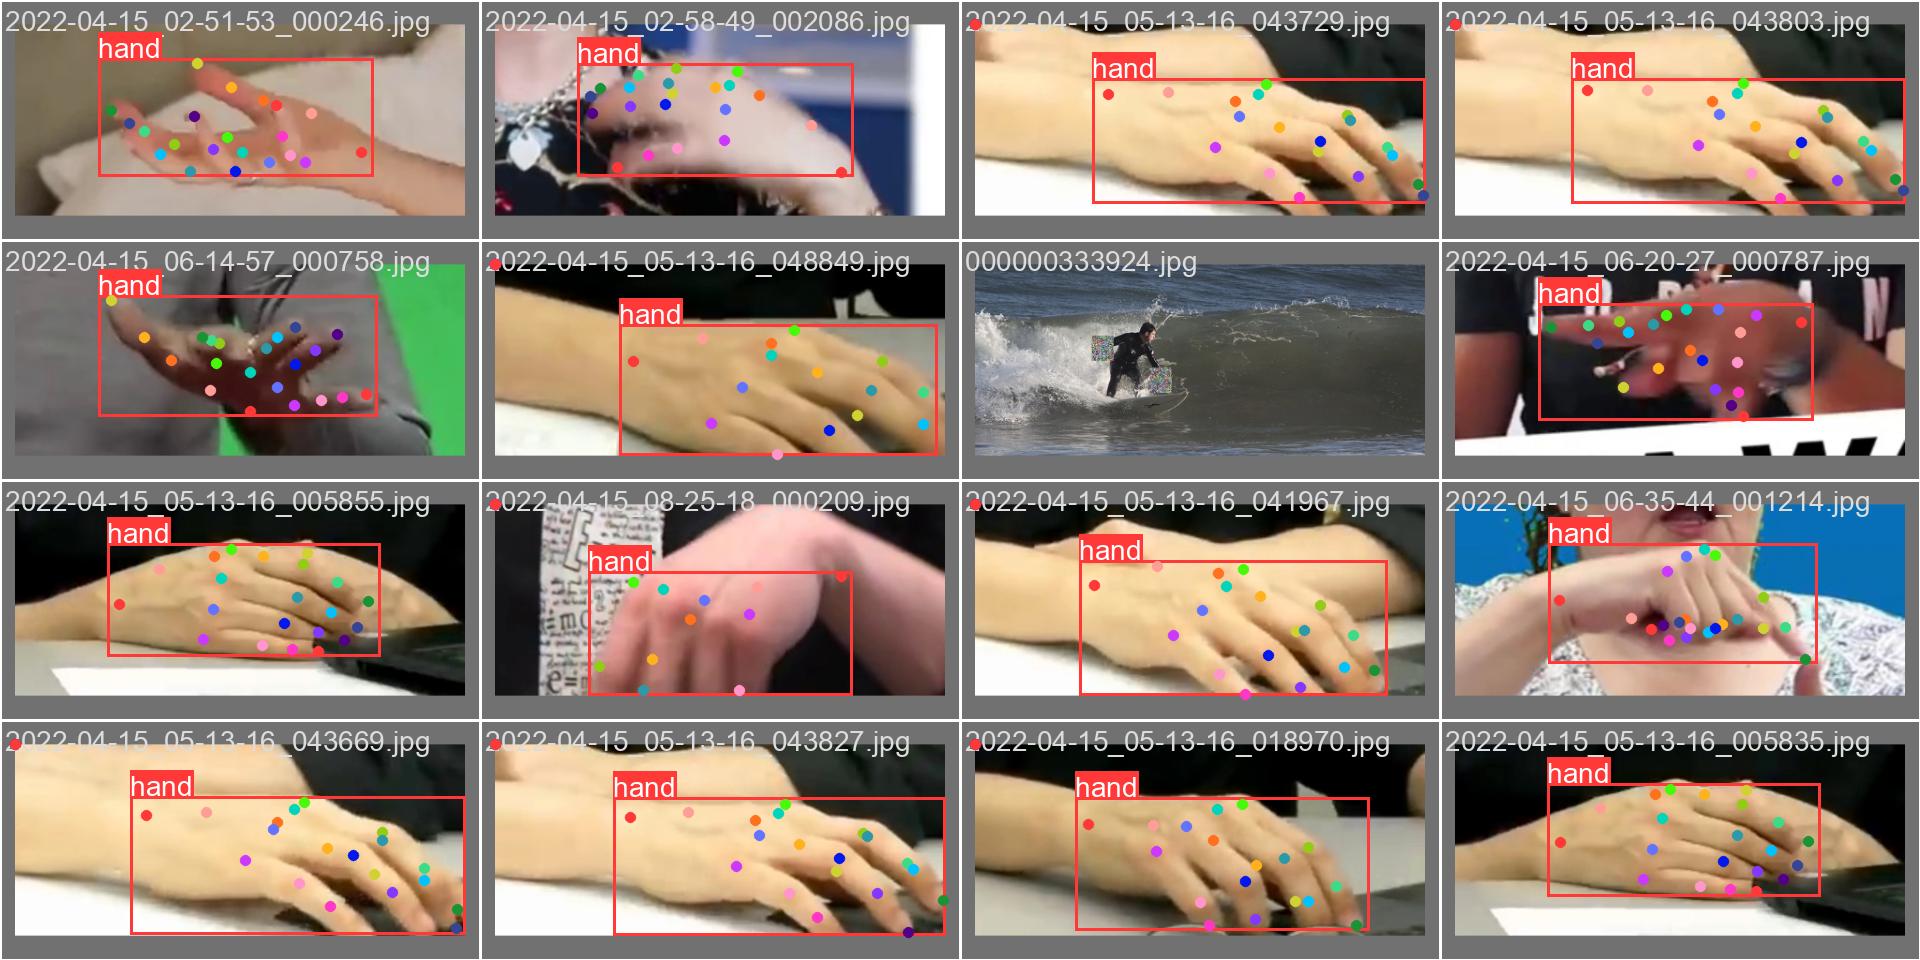 2022-04-15_02-51-53_000246.jpg
hand
2022-04-15_02-58-49_002086.jpg
hand
2022-04-15_05-13-16_043729.jpg
hand
2022-04-15_05-13-16_043803.jpg
hand
2022-04-15_06-14-57_000758.jpg
hand
2022-04-15_05-13-16_048849.jpg
hand
000000333924.jpg
2022-04-15_06-20-27_000787.jpg
hand
2022-04-15_05-13-16_005855.jpg
hand
2022-04-15_08-25-18_000209.jpg
hand
2022-04-15_05-13-16_041967.jpg
hand
2022-04-15_06-35-44_001214.jpg
hand
2022-04-15_05-13-16_043669.jpg
hand
2022-04-15_05-13-16_043827.jpg
hand
2022-04-15_05-13-16_018970.jpg
hand
2022-04-15_05-13-16_005835.jpg
hand